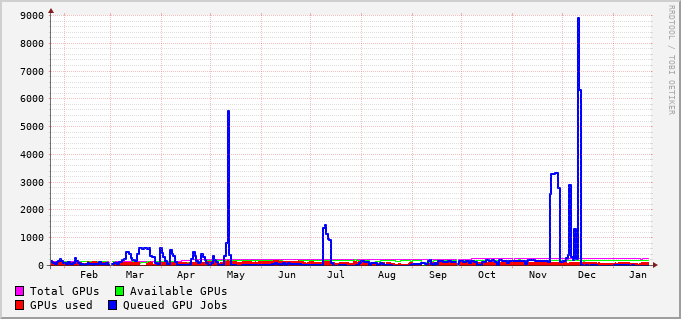 RRDTOOL / TOBI OETIKER
9000
8000
7000
6000
5000
4000
3000
2000
1000
0
Feb Mar Apr May Jun Jul Aug Sep Oct Nov Dec Jan
Total GPUs Available GPUs
GPUs used Queued GPU Jobs